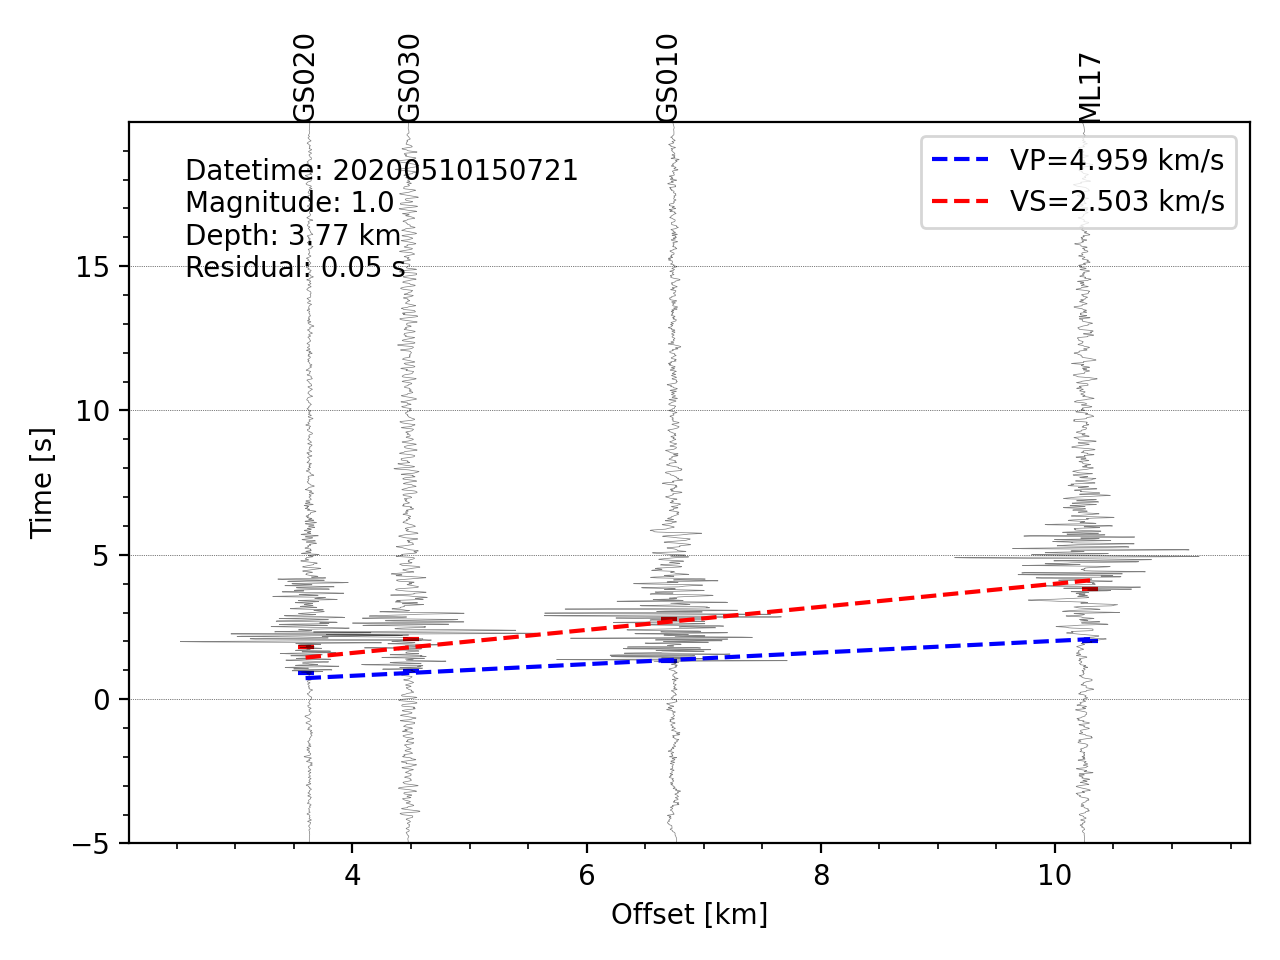 GS020
GS030
GS010
ML17
Datetime: 20200510150721
Magnitude: 1.0
Depth: 3.77 km
Residual: 0.05 s
VP=4.959 km/s
VS=2.503 km/s
15
10
5
0
−5
Time [s]
4
6
8
10
Offset [km]